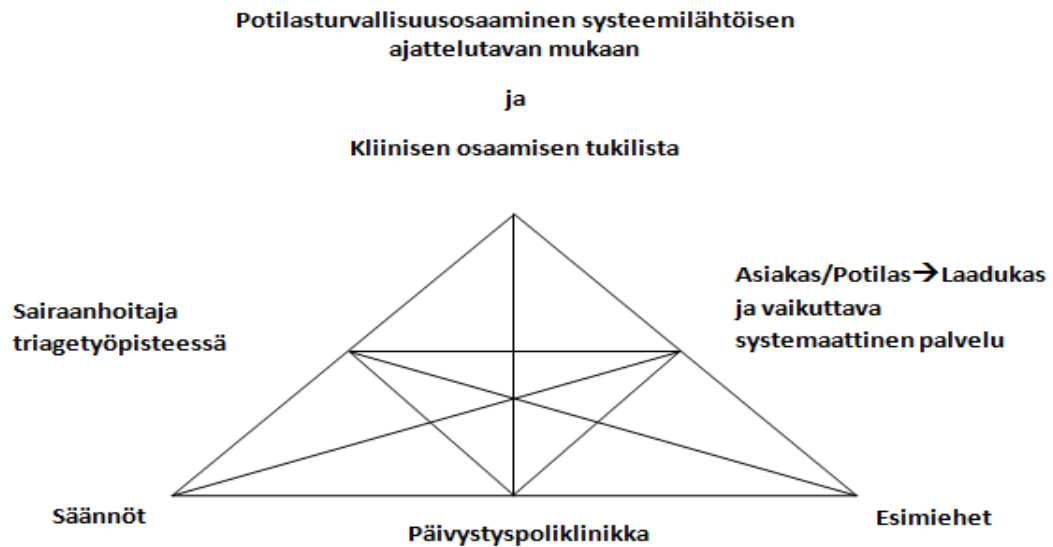 Potilasturvallisuusosaaminen systeemilähtöisen
ajattelutavan mukaan
ja
Kliinisen osaamisen tukilista
Sairaanhoitaja
triagetyöpisteessä
Asiakas/Potilas→Laadukas
ja vaikuttava
systemaattinen palvelu
Säännöt
Päivystyspoliklinikka
Esimiehet